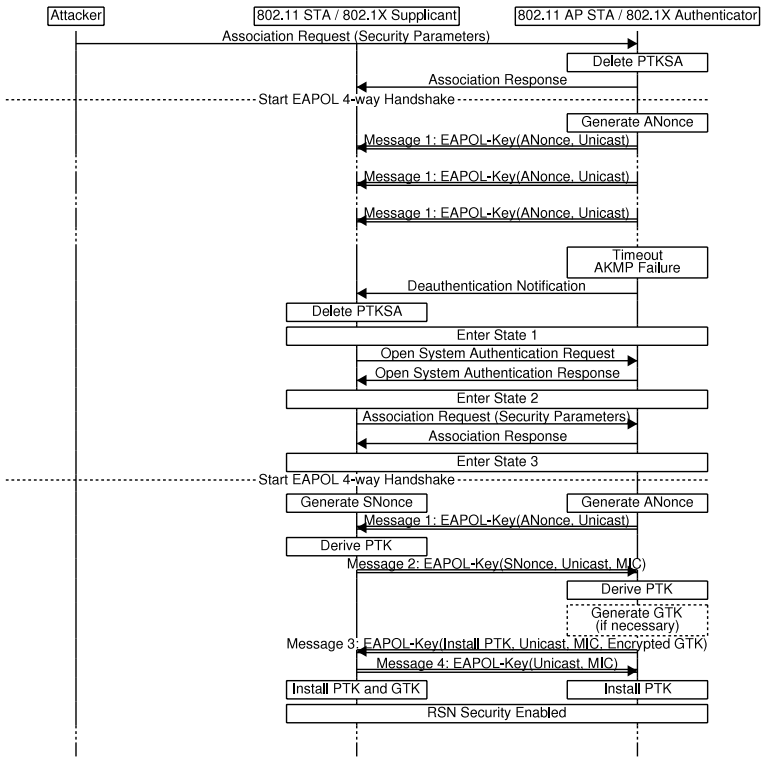 Attacker
802.11 STA / 802.1X Supplicant
802.11 AP STA / 802.1X Authenticator
Association Request (Security Parameters)
Delete PTKSA
Association Response
Start EAPOL 4-way Handshake
Generate ANonce
Message 1: EAPOL-Key(ANonce, Unicast)
Message 1: EAPOL-Key(ANonce, Unicast)
Message 1: EAPOL-Key(ANonce, Unicast)
Timeout
AKMP Failure
Deauthentication Notification
Delete PTKSA
Enter State 1
Open System Authentication Request
Open System Authentication Response
Enter State 2
Association Request (Security Parameters)
Association Response
Enter State 3
Start EAPOL 4-way Handshake
Generate SNonce
Generate ANonce
Message 1: EAPOL-Key(ANonce, Unicast)
Derive PTK
Message 2: EAPOL-Key(SNonce, Unicast, MIC)
Derive PTK
Generate GTK
(if necessary)
Message 3: EAPOL-Key(Install PTK, Unicast, MIC, Encrypted GTK)
Message 4: EAPOL-Key(Unicast, MIC)
Install PTK and GTK
Install PTK
RSN Security Enabled